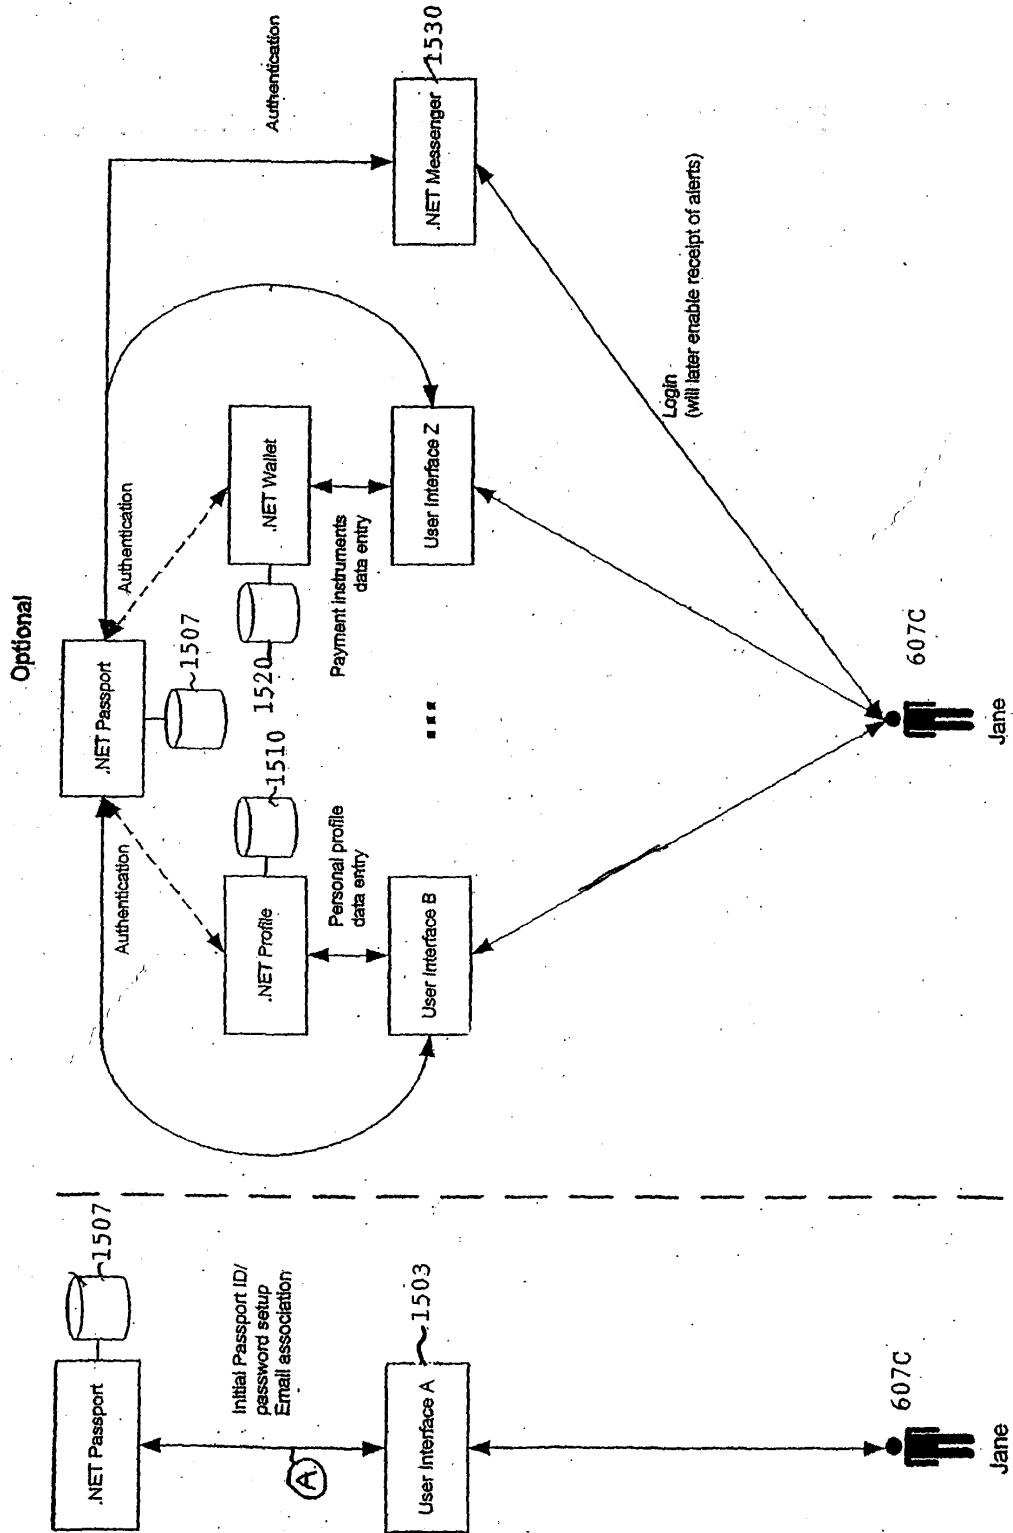 .NET Passport
1507
Initial Passport ID/
password setup
Email association
A
User Interface A
1503
607C
Jane
Optional
.NET Passport
1507
Authentication
Authentication
Authentication
.NET Profile
1510
Personal profile
data entry
User Interface B
.NET Wallet
1520
Payment instruments
data entry
User Interface Z
...
.NET Messenger
1530
Login
(will later enable receipt of alerts)
607C
Jane